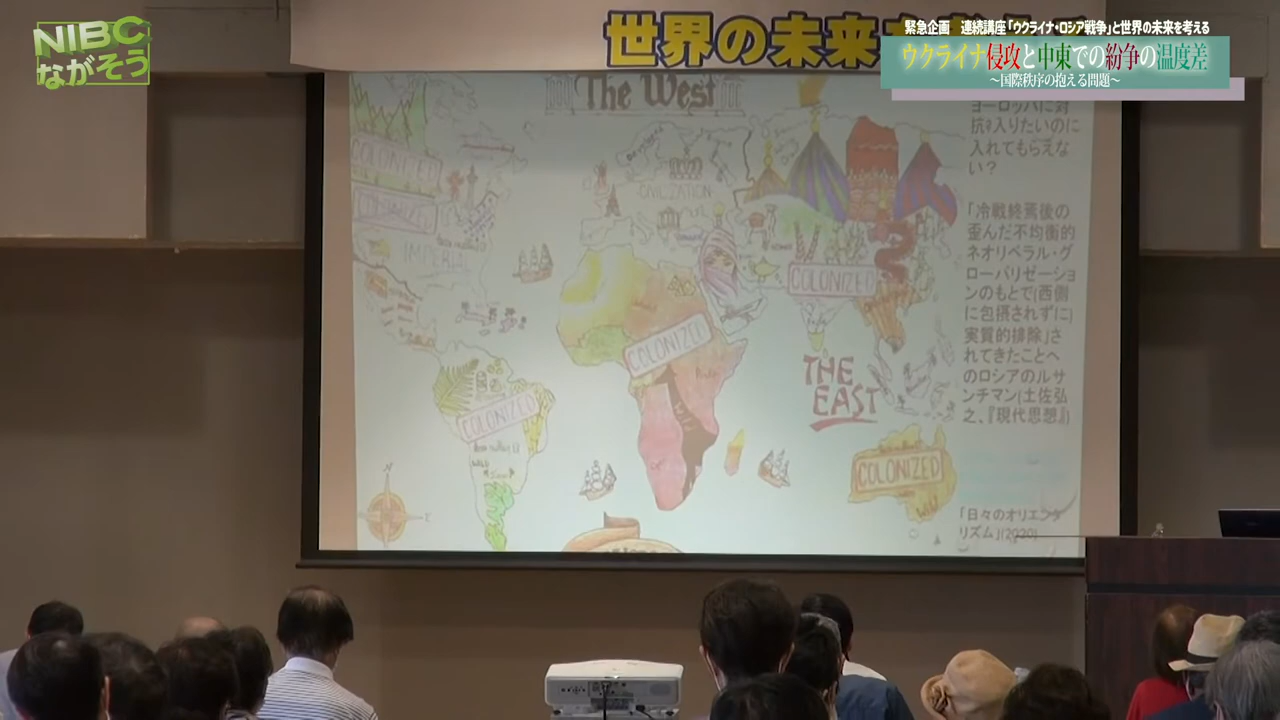 NIBC
ながそう
世界の未来
緊急企画 連続講座「ウクライナ・ロシア戦争」と世界の未来を考える
ウクライナ侵攻と中東での紛争の温度差
~国際秩序の抱える問題~
The West
ヨーロッパに対
入りたいのに
入れてもらえな
い?
「冷戦終焉後の
歪んだ不均衡的
ネオリベラル・グ
ローバリゼーショ
ンのもとで(西側
に包摂されずに)
実質的排除」さ
れてきたことへ
のロシアのルサ
ンチマン(土佐弘
之、『現代思想』)
「日々のオリエンタ
リズム」(2020)
COLONIZED
CIVILZATION
IMPERIAL
COLONIZED
COLONIZED
COLONIZED
THE
EAST
COLONIZED
N
E